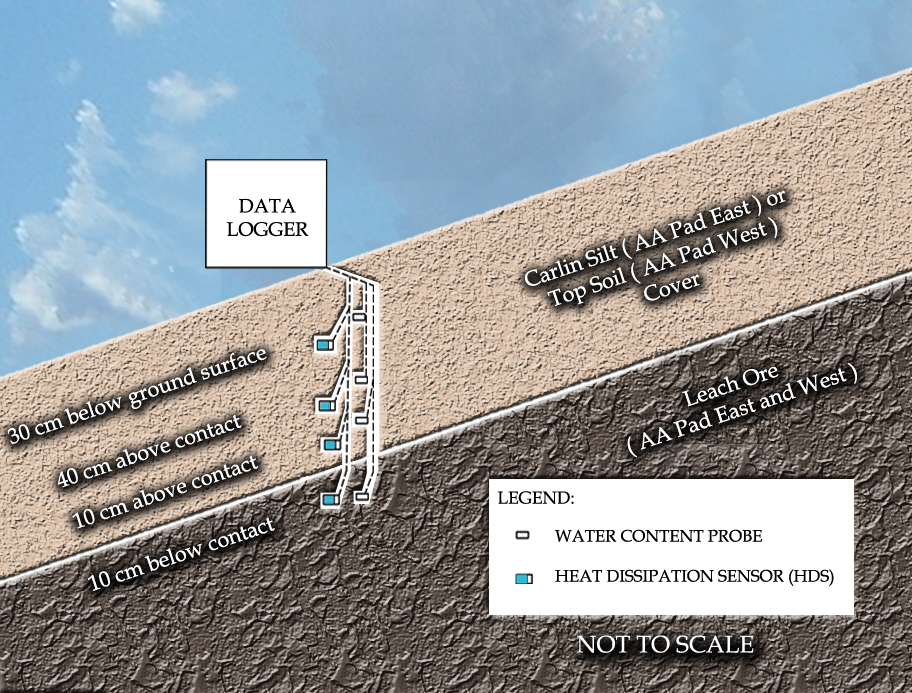 DATA
LOGGER
Carlin Silt ( AA Pad East ) or
Top Soil ( AA Pad West )
Cover
30 cm below ground surface
40 cm above contact
10 cm above contact
10 cm below contact
Leach Ore
( AA Pad East and West )
LEGEND:
WATER CONTENT PROBE
HEAT DISSIPATION SENSOR (HDS)
NOT TO SCALE